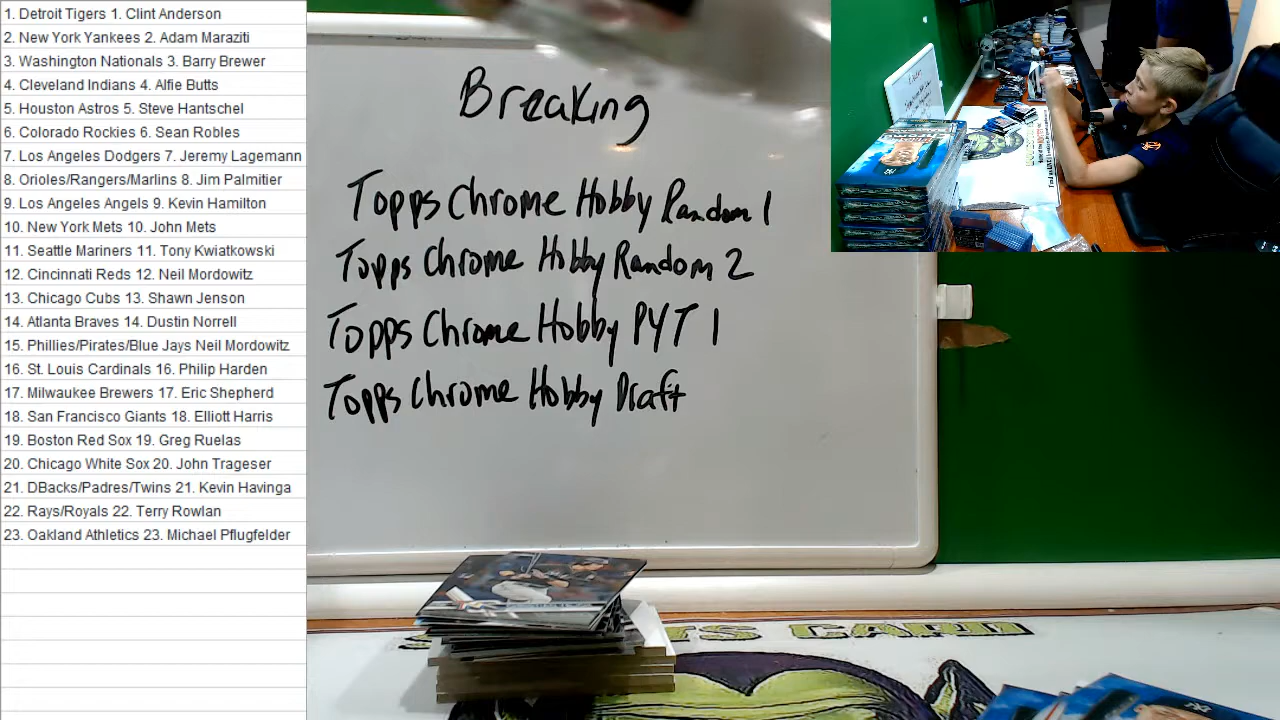 1. Detroit Tigers 1. Clint Anderson
2. New York Yankees 2. Adam Maraziti
3. Washington Nationals 3. Barry Brewer
4. Cleveland Indians 4. Alfie Butts
5. Houston Astros 5. Steve Hantschel
6. Colorado Rockies 6. Sean Robles
7. Los Angeles Dodgers 7. Jeremy Lagemann
8. Orioles/Rangers/Marlins 8. Jim Palmitier
9. Los Angeles Angels 9. Kevin Hamilton
10. New York Mets 10. John Mets
11. Seattle Mariners 11. Tony Kwiatkowski
12. Cincinnati Reds 12. Neil Mordowitz
13. Chicago Cubs 13. Shawn Jenson
14. Atlanta Braves 14. Dustin Norrell
15. Phillies/Pirates/Blue Jays Neil Mordowitz
16. St. Louis Cardinals 16. Philip Harden
17. Milwaukee Brewers 17. Eric Shepherd
18. San Francisco Giants 18. Elliott Harris
19. Boston Red Sox 19. Greg Ruelas
20. Chicago White Sox 20. John Trageser
21. DBacks/Padres/Twins 21. Kevin Havinga
22. Rays/Royals 22. Terry Rowlan
23. Oakland Athletics 23. Michael Pflugfelder
Breaking
Topps Chrome Hobby Random 1
Topps Chrome Hobby Random 2
Topps Chrome Hobby PYT 1
Topps Chrome Hobby Draft
CARD